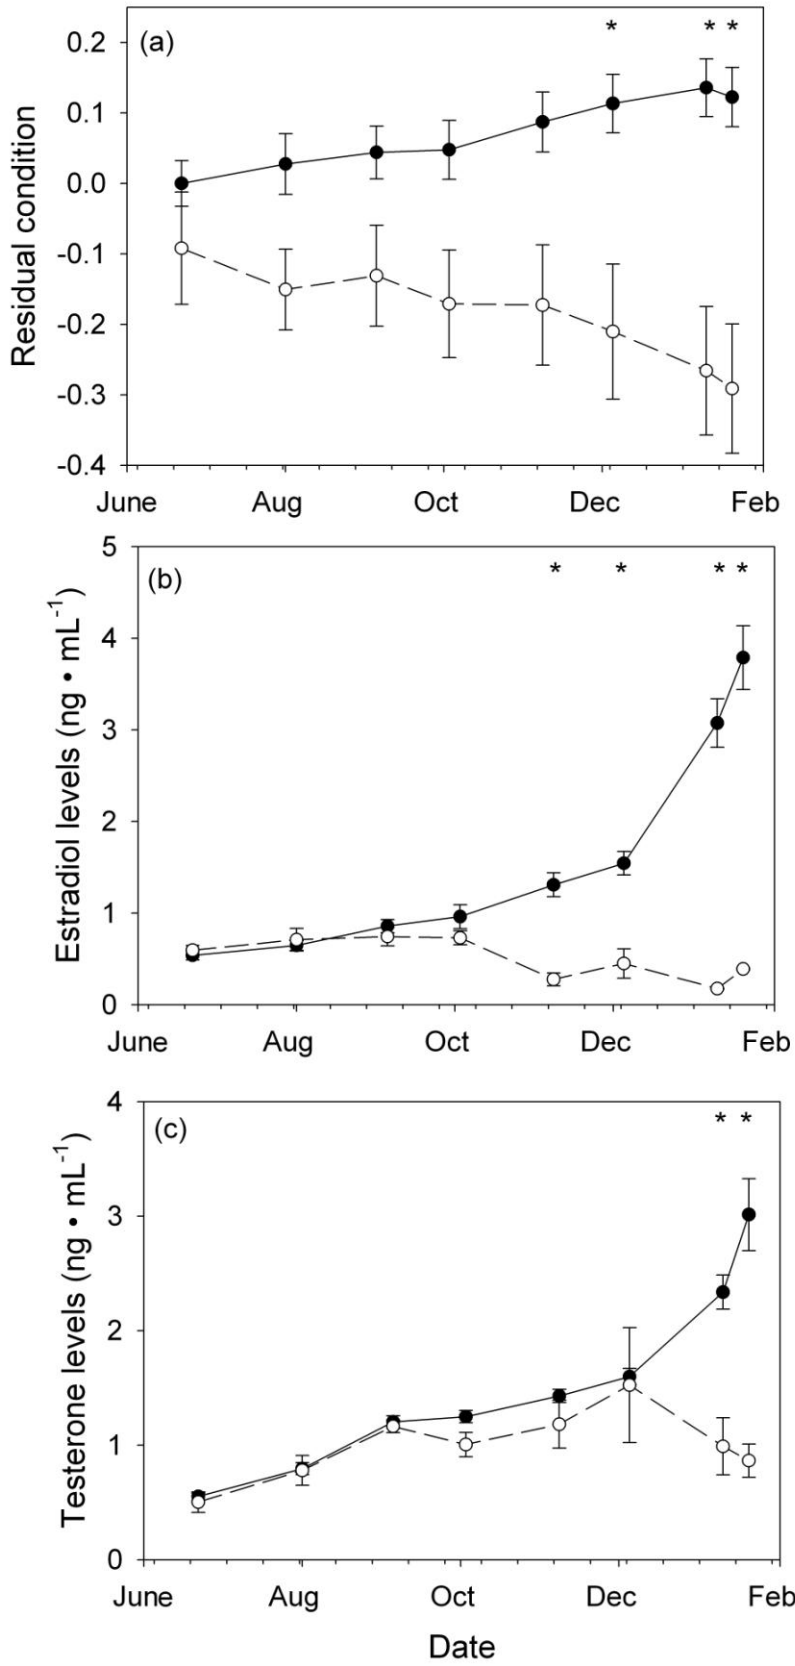 (a)
* * *
Residual condition
0.2
0.1
0.0
-0.1
-0.2
-0.3
-0.4
June Aug Oct Dec Feb
(b)
* * * *
Estradiol levels (ng • mL-1)
5
4
3
2
1
0
June Aug Oct Dec Feb
(c)
* *
Testerone levels (ng • mL-1)
4
3
2
1
0
June Aug Oct Dec Feb
Date